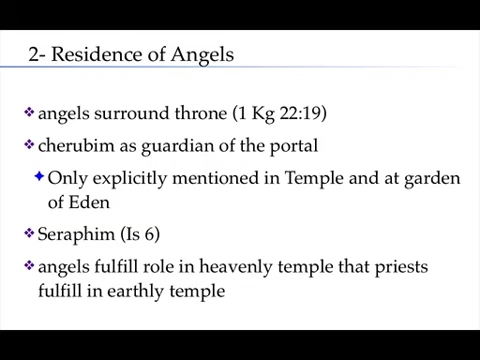 2- Residence of Angels
❖angels surround throne (1 Kg 22:19)
❖cherubim as guardian of the portal
✦Only explicitly mentioned in Temple and at garden
of Eden
❖Seraphim (Is 6)
❖angels fulfill role in heavenly temple that priests
fulfill in earthly temple